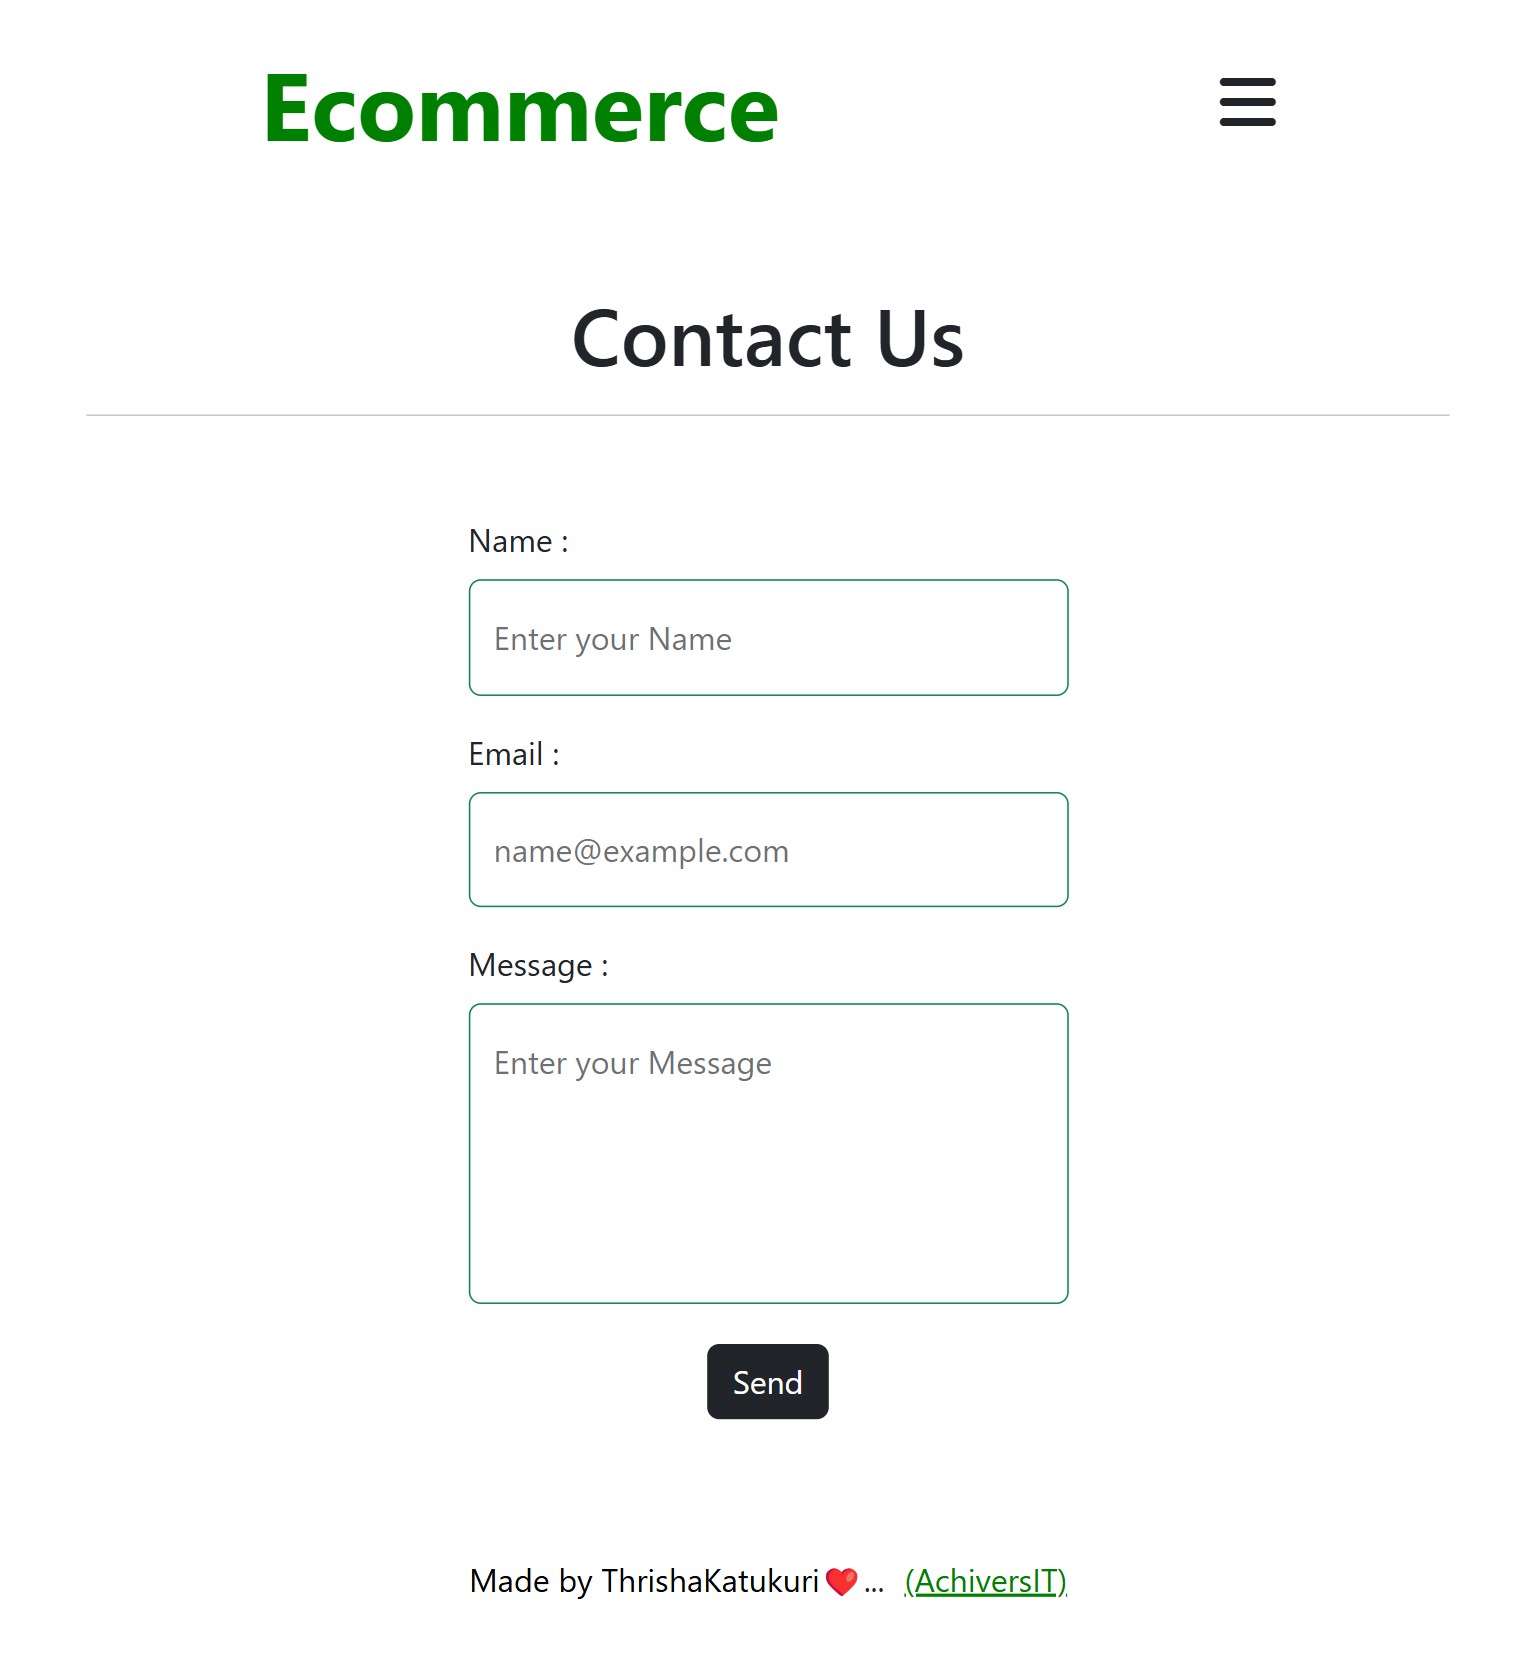 Ecommerce
Contact Us
Name :
Enter your Name
Email :
name@example.com
Message :
Enter your Message
Send
Made by ThrishaKatukuri❤️... (AchiversIT)